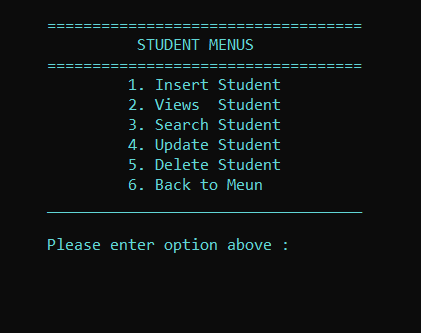 ===================================
STUDENT MENUS
===================================
1. Insert Student
2. Views  Student
3. Search Student
4. Update Student
5. Delete Student
6. Back to Meun
___________________________________
Please enter option above :